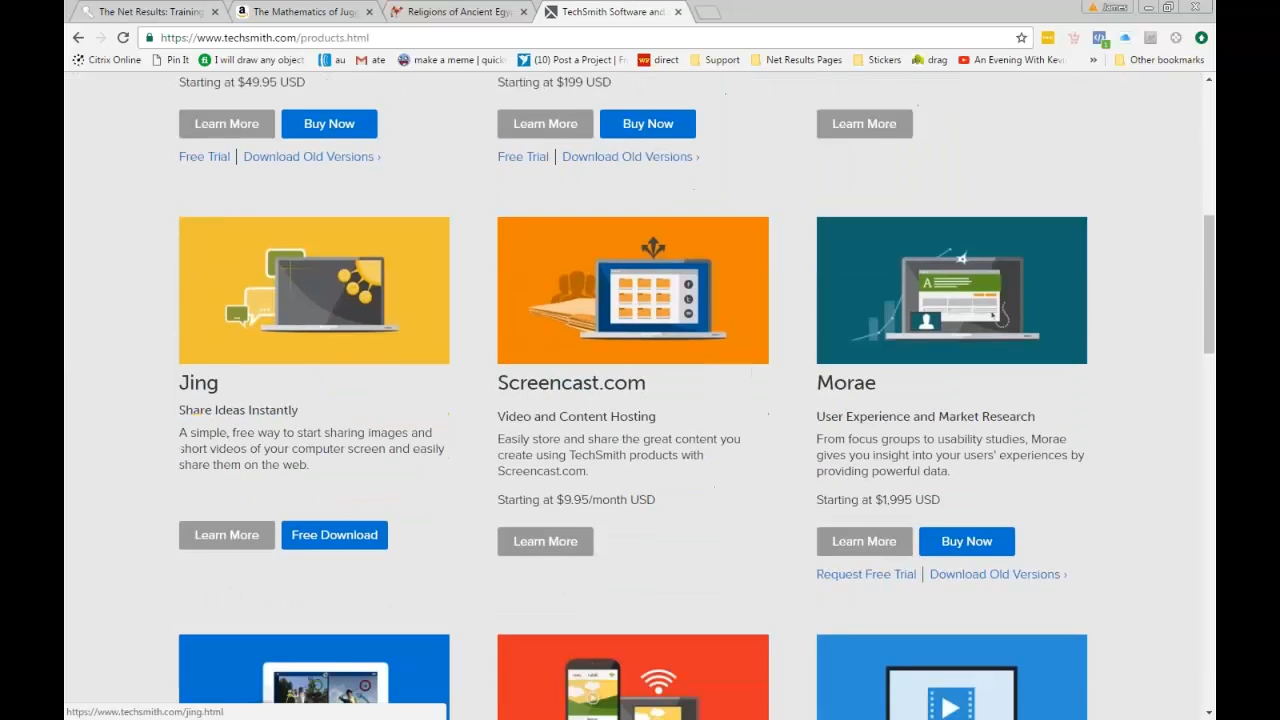 The Net Results: Training
The Mathematics of Jugg
Religions of Ancient Egy
TechSmith Software and
James
https://www.techsmith.com/products.html
Citrix Online
Pin It
I will draw any object
au
ate
make a meme | quick
(10) Post a Project | Fr
direct
Support
Net Results Pages
Stickers
drag
An Evening With Kevi
»
Other bookmarks
Starting at $49.95 USD
Starting at $199 USD
Learn More
Buy Now
Learn More
Buy Now
Learn More
Free Trial | Download Old Versions ›
Free Trial | Download Old Versions ›
Jing
Share Ideas Instantly
A simple, free way to start sharing images and
short videos of your computer screen and easily
share them on the web.
Learn More
Free Download
Screencast.com
Video and Content Hosting
Easily store and share the great content you
create using TechSmith products with
Screencast.com.
Starting at $9.95/month USD
Learn More
A
Morae
User Experience and Market Research
From focus groups to usability studies, Morae
gives you insight into your users' experiences by
providing powerful data.
Starting at $1,995 USD
Learn More
Buy Now
Request Free Trial | Download Old Versions ›
https://www.techsmith.com/jing.html